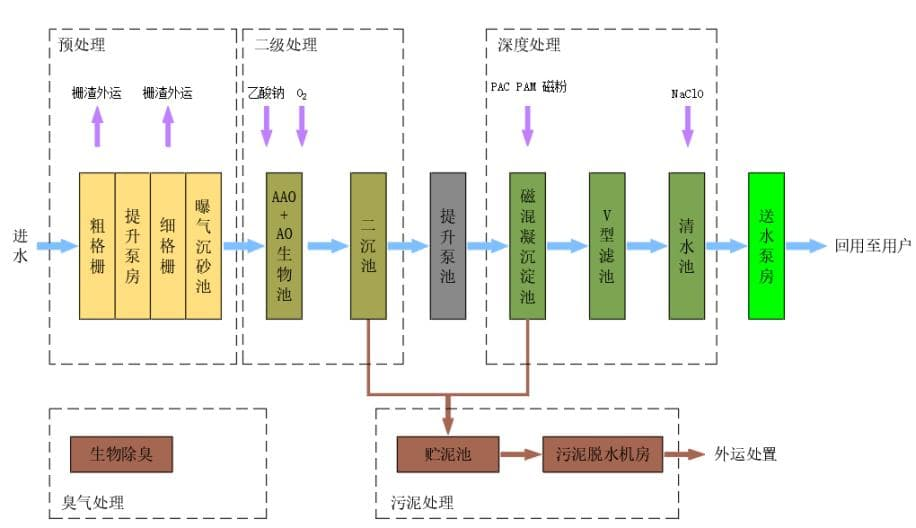 预处理
二级处理
深度处理
栅渣外运
栅渣外运
乙酸钠
O₂
PAC PAM 磁粉
NaClO
进水
粗格栅
提升泵房
细格栅
曝气沉砂池
AAO+AO生物池
二沉池
提升泵池
磁混凝沉淀池
V型滤池
清水池
送水泵房
回用至用户
生物除臭
臭气处理
贮泥池
污泥脱水机房
外运处置
污泥处理